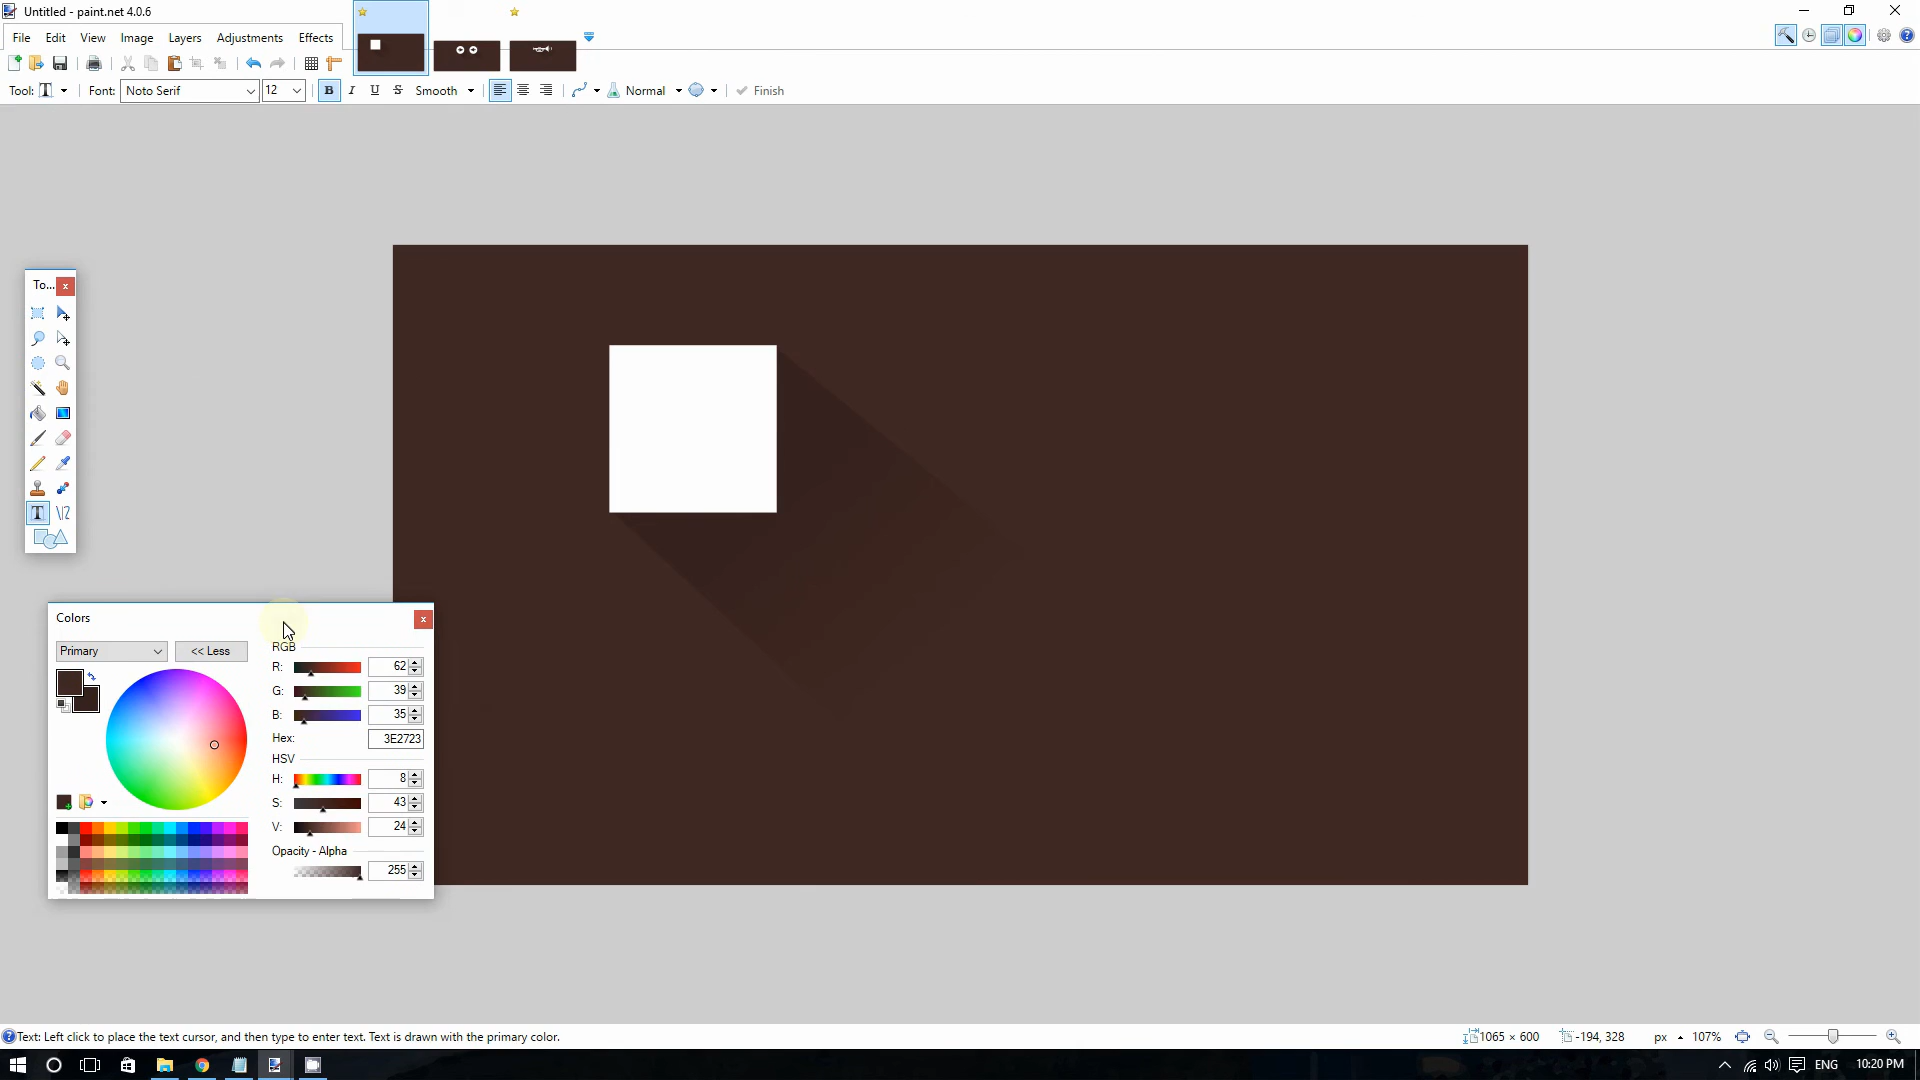 Untitled - paint.net 4.0.6
File Edit View Image Layers Adjustments Effects
Tool: T Font: Noto Serif 12 B I U S Smooth Normal Finish
To...
Colors
Primary << Less
RGB
R: 62
G: 39
B: 35
Hex: 3E2723
HSV
H: 8
S: 43
V: 24
Opacity - Alpha
255
Text: Left click to place the text cursor, and then type to enter text. Text is drawn with the primary color.
1065 × 600 -194, 328 px 107%
ENG 10:20 PM